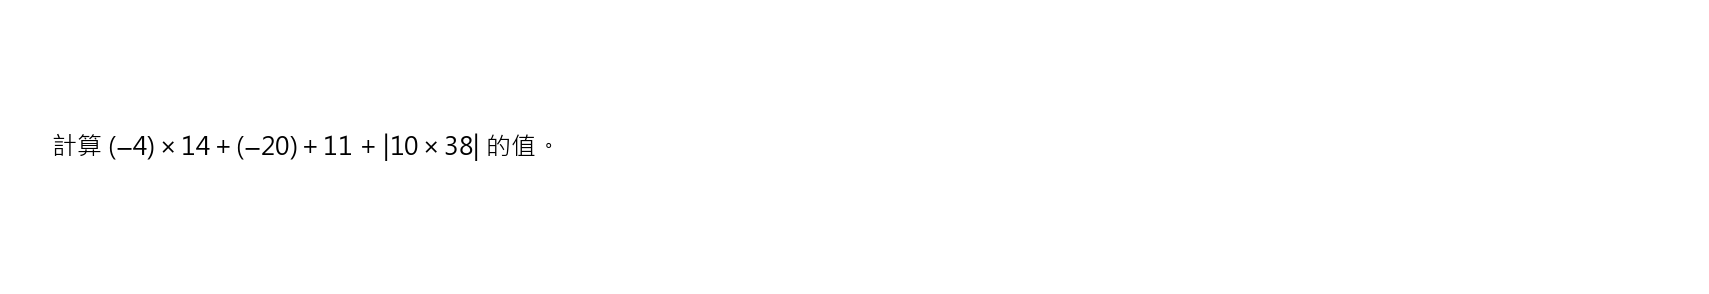 計算 (−4) × 14 + (−20) + 11 + |10 × 38| 的值。